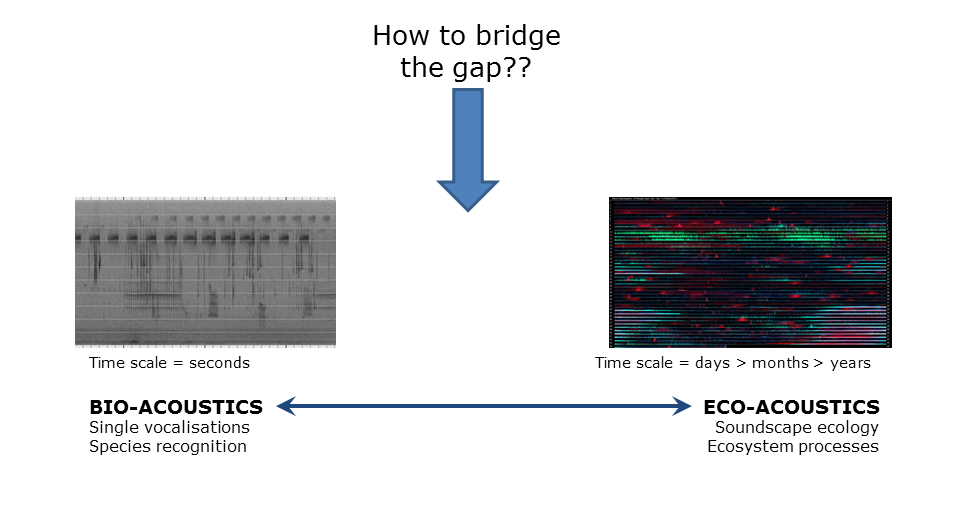 How to bridge
the gap??
Time scale = seconds
Time scale = days > months > years
BIO-ACOUSTICS
Single vocalisations
Species recognition
ECO-ACOUSTICS
Soundscape ecology
Ecosystem processes